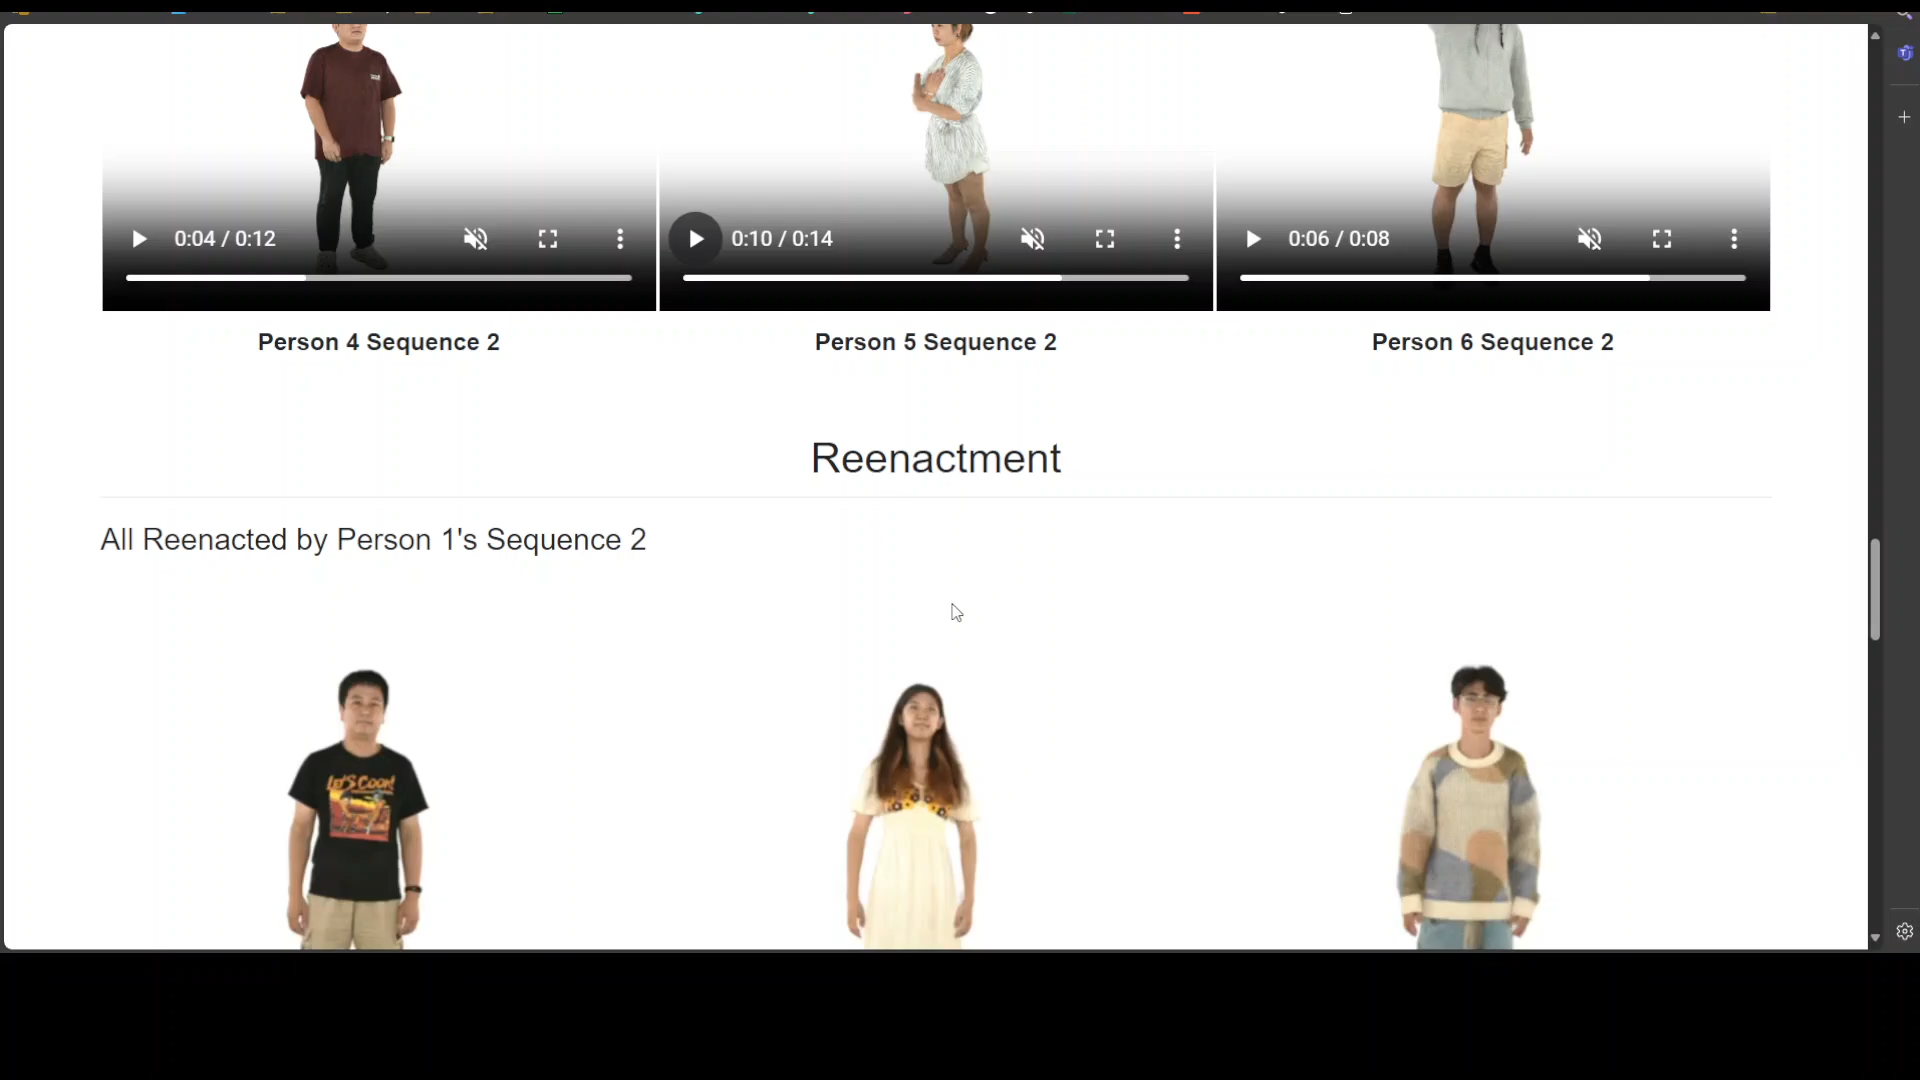 0:04 / 0:12
0:10 / 0:14
0:06 / 0:08
Person 4 Sequence 2
Person 5 Sequence 2
Person 6 Sequence 2
Reenactment
All Reenacted by Person 1's Sequence 2
LET'S COOK!